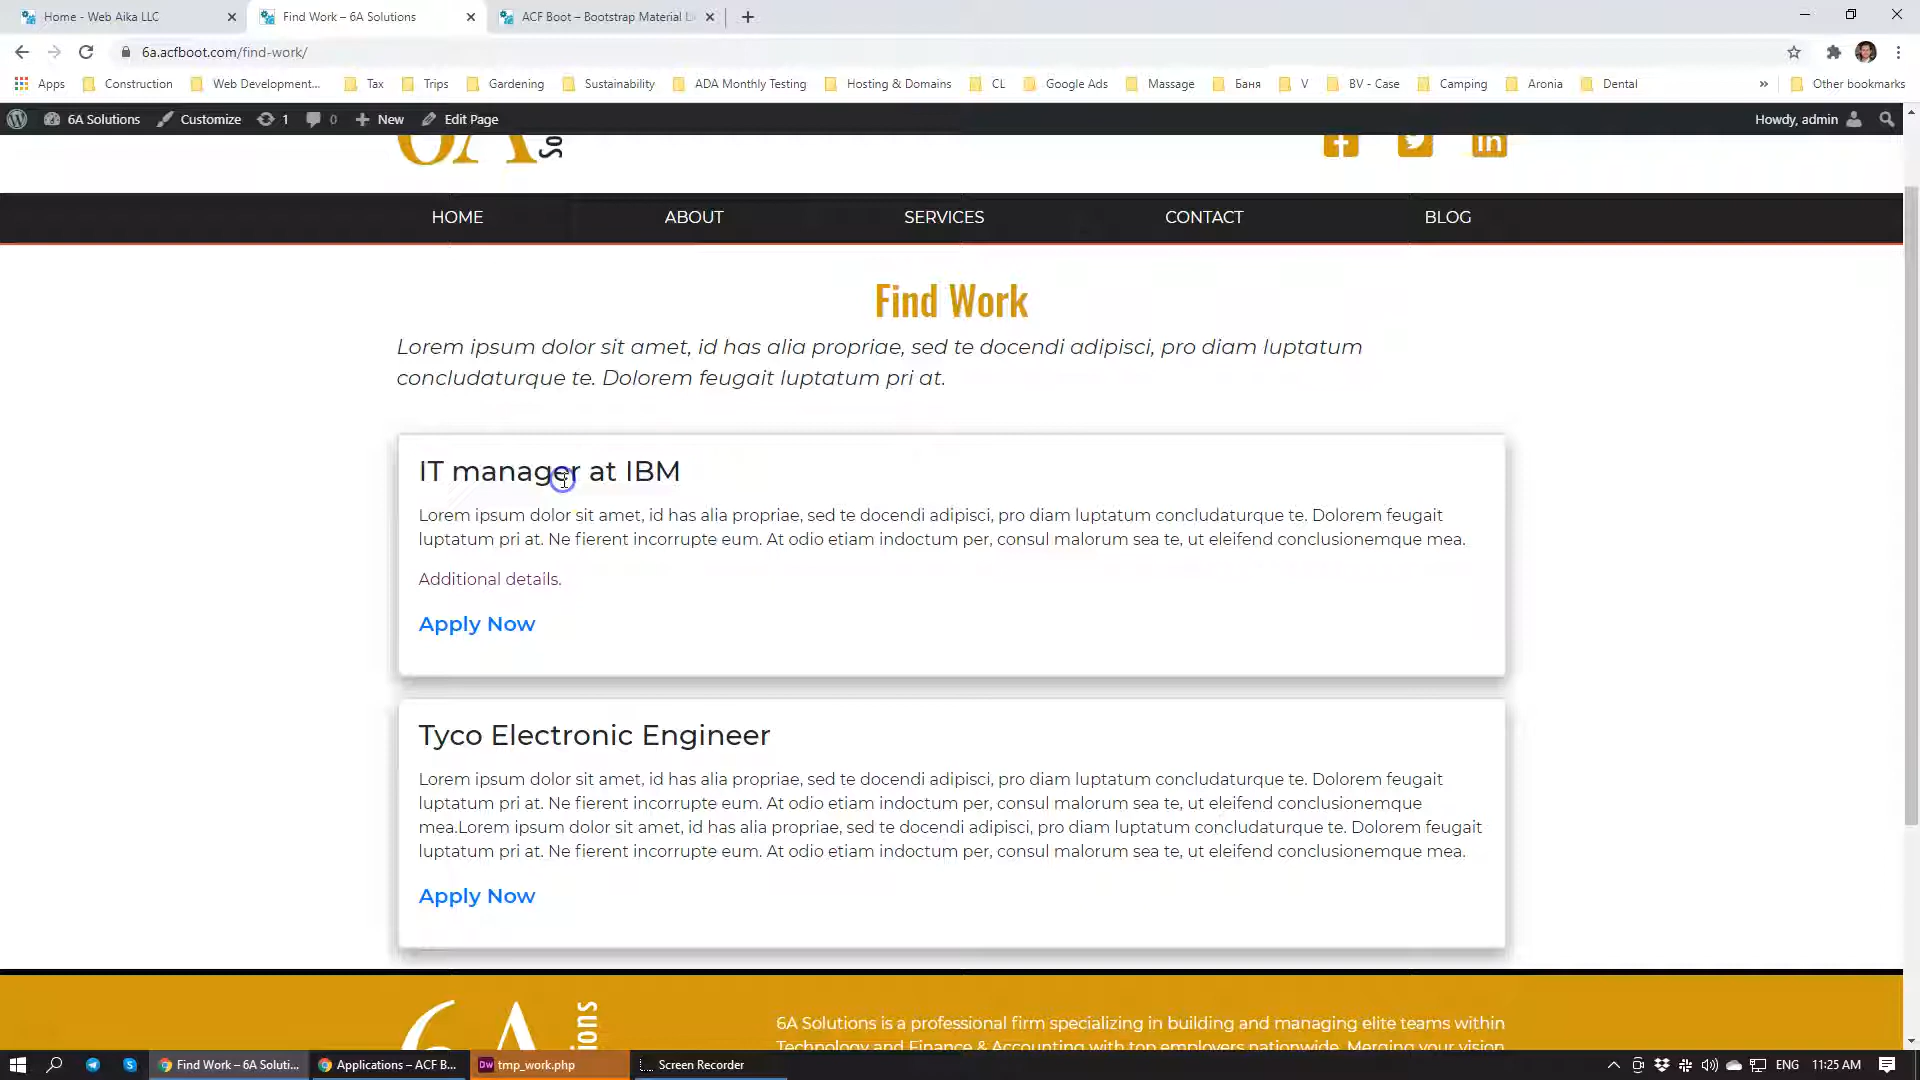 Home - Web Aika LLC
Find Work – 6A Solutions
ACF Boot – Bootstrap Material
6a.acfboot.com/find-work/
Apps
Construction
Web Development...
Tax
Trips
Gardening
Sustainability
ADA Monthly Testing
Hosting & Domains
CL
Google Ads
Massage
Баня
V
BV - Case
Camping
Aronia
Dental
»
Other bookmarks
6A Solutions
Customize
1
0
New
Edit Page
Howdy, admin
6A So
HOME
ABOUT
SERVICES
CONTACT
BLOG
Find Work
Lorem ipsum dolor sit amet, id has alia propriae, sed te docendi adipisci, pro diam luptatum
concludaturque te. Dolorem feugait luptatum pri at.
IT manager at IBM
Lorem ipsum dolor sit amet, id has alia propriae, sed te docendi adipisci, pro diam luptatum concludaturque te. Dolorem feugait
luptatum pri at. Ne fierent incorrupte eum. At odio etiam indoctum per, consul malorum sea te, ut eleifend conclusionemque mea.
Additional details.
Apply Now
Tyco Electronic Engineer
Lorem ipsum dolor sit amet, id has alia propriae, sed te docendi adipisci, pro diam luptatum concludaturque te. Dolorem feugait
luptatum pri at. Ne fierent incorrupte eum. At odio etiam indoctum per, consul malorum sea te, ut eleifend conclusionemque
mea.Lorem ipsum dolor sit amet, id has alia propriae, sed te docendi adipisci, pro diam luptatum concludaturque te. Dolorem feugait
luptatum pri at. Ne fierent incorrupte eum. At odio etiam indoctum per, consul malorum sea te, ut eleifend conclusionemque mea.
Apply Now
6A
6A Solutions is a professional firm specializing in building and managing elite teams within
Technology and Finance & Accounting with top employers nationwide. Merging your vision
Find Work – 6A Soluti...
Applications – ACF B...
Dw
tmp_work.php
Screen Recorder
ENG
11:25 AM